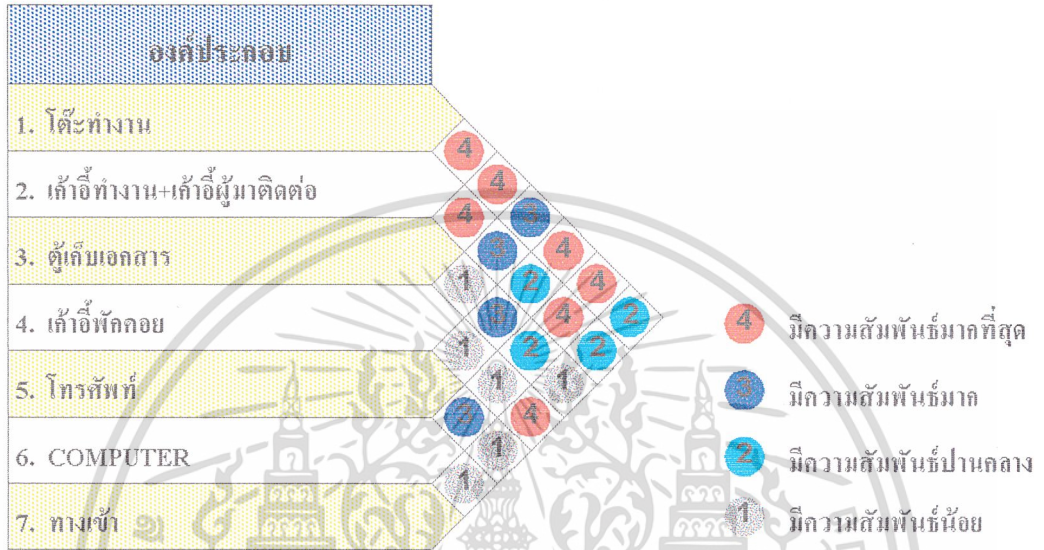 องค์ประกอบ
1. โต๊ะทำงาน
2. เก้าอี้ทำงาน+เก้าอี้ผู้มาติดต่อ
3. ตู้เก็บเอกสาร
4. เก้าอี้พักคอย
5. โทรศัพท์
6. COMPUTER
7. ทางเข้า
4
4
4 3
3 4
1 2 4
3 4 2
1 2 2
1 1
3 4
1
1
4 มีความสัมพันธ์มากที่สุด
3 มีความสัมพันธ์มาก
2 มีความสัมพันธ์ปานกลาง
1 มีความสัมพันธ์น้อย